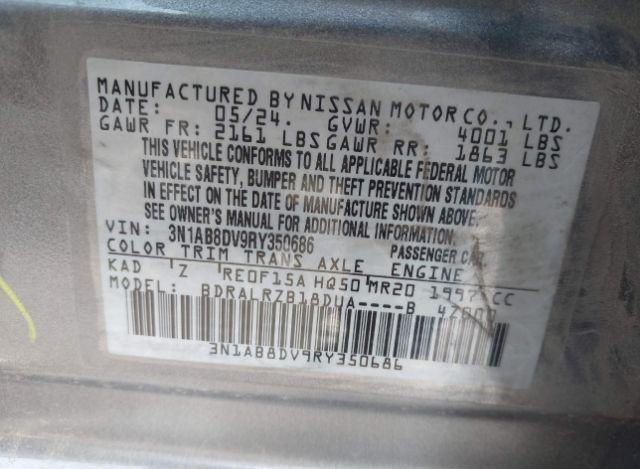 MANUFACTURED BY NISSAN MOTOR CO., LTD.
DATE: 05/24. GVWR: 4001 LBS
GAWR FR: 2161 LBS GAWR RR: 1863 LBS
THIS VEHICLE CONFORMS TO ALL APPLICABLE FEDERAL MOTOR
VEHICLE SAFETY, BUMPER AND THEFT PREVENTION STANDARDS
IN EFFECT ON THE DATE OF MANUFACTURE SHOWN ABOVE.
SEE OWNER'S MANUAL FOR ADDITIONAL INFORMATION.
VIN: 3N1AB8DV9RY350686 PASSENGER CAR
COLOR TRIM TRANS AXLE ENGINE
KAD Z RE0F15A HQ50 MR20 1997 CC
MODEL: BDRALRZB18DUA----B
3N1AB8DV9RY350686